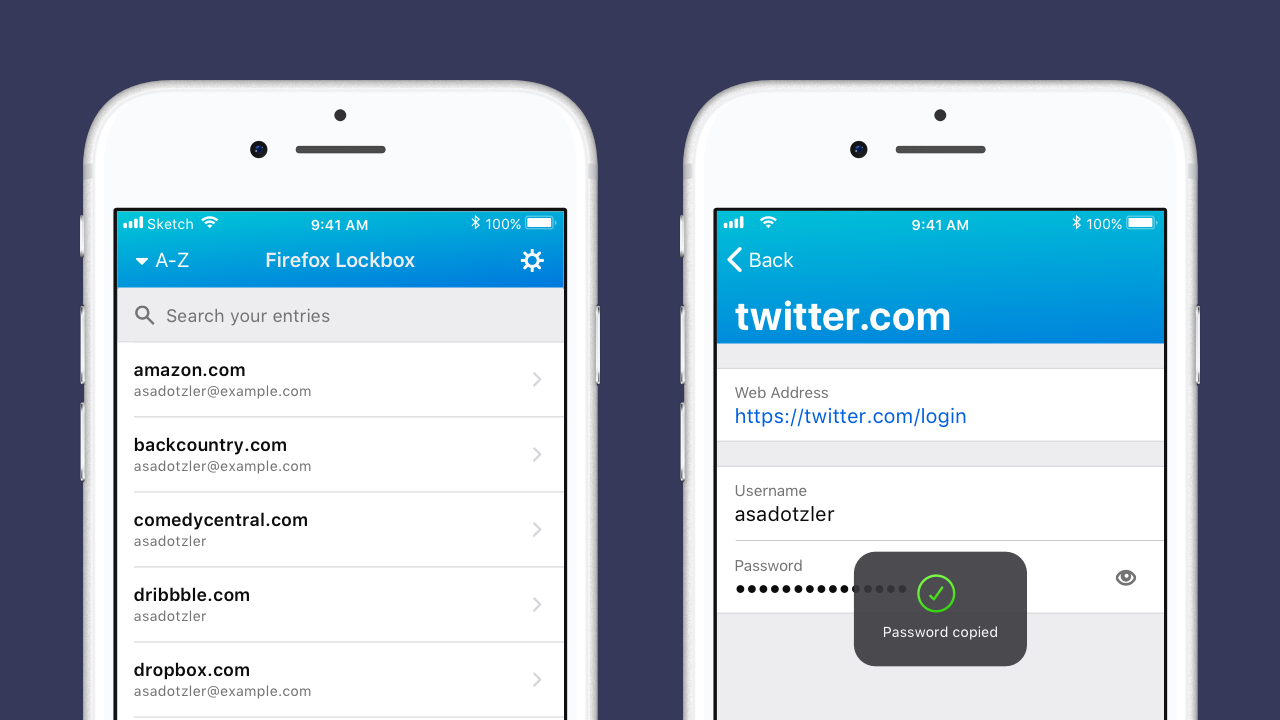 Sketch 9:41 AM 100%
A-Z Firefox Lockbox
Search your entries
amazon.com
asadotzler@example.com
backcountry.com
asadotzler@example.com
comedycentral.com
asadotzler
dribbble.com
asadotzler
dropbox.com
asadotzler@example.com
9:41 AM 100%
Back
twitter.com
Web Address
https://twitter.com/login
Username
asadotzler
Password
●●●●●●●●●●●●●●●
Password copied